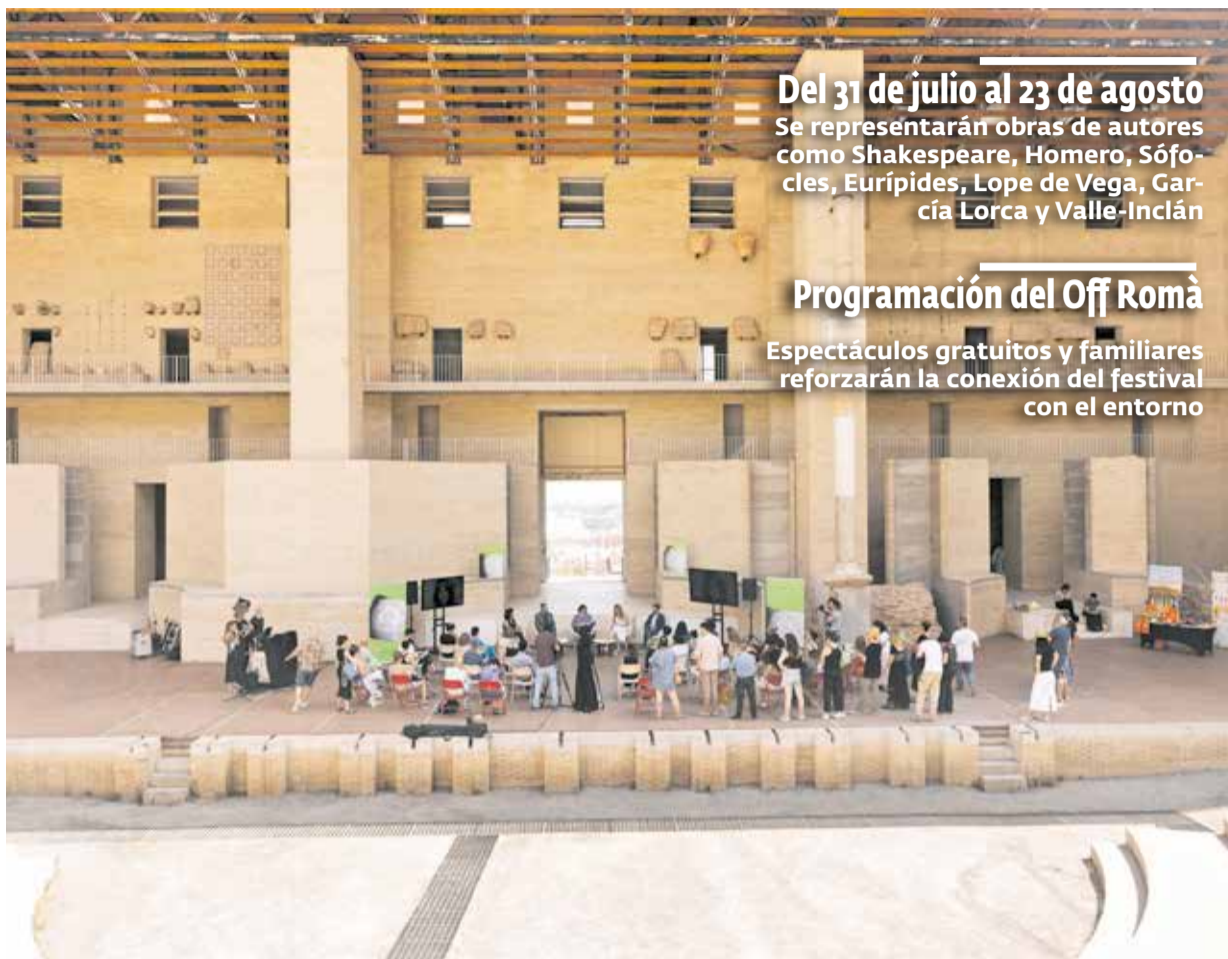 Del 31 de julio al 23 de agosto
Se representarán obras de autores
como Shakespeare, Homero, Sófo-
cles, Eurípides, Lope de Vega, Gar-
cía Lorca y Valle-Inclán
Programación del Off Romà
Espectáculos gratuitos y familiares
reforzarán la conexión del festival
con el entorno